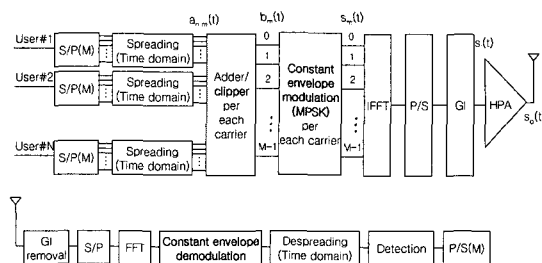 a_{n,m}(t)
b_m(t)
s_m(t)
User#1
S/P(M)
Spreading
(Time domain)
User#2
S/P(M)
Spreading
(Time domain)
User#N
S/P(M)
Spreading
(Time domain)
Adder/
clipper
per
each
carrier
0
1
2
M-1
Constant
envelope
modulation
(MPSK)
per
each carrier
0
1
2
M-1
IFFT
P/S
GI
s(t)
HPA
s_o(t)
GI
removal
S/P
FFT
Constant envelope
demodulation
Despreading
(Time domain)
Detection
P/S(M)